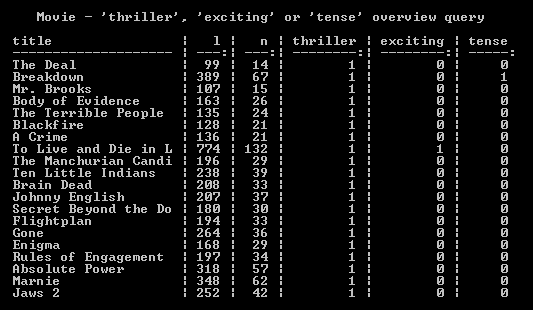 Movie - 'thriller', 'exciting' or 'tense' overview query
title ¦ l ¦ n ¦ thriller ¦ exciting ¦ tense ¦
-------------------- ¦ ---:¦ ---:¦ --------:¦ --------:¦ -----:
The Deal ¦ 99 ¦ 14 ¦ 1 ¦ 0 ¦ 0
Breakdown ¦ 389 ¦ 67 ¦ 1 ¦ 0 ¦ 1
Mr. Brooks ¦ 107 ¦ 15 ¦ 1 ¦ 0 ¦ 0
Body of Evidence ¦ 163 ¦ 26 ¦ 1 ¦ 0 ¦ 0
The Terrible People ¦ 135 ¦ 24 ¦ 1 ¦ 0 ¦ 0
Blackfire ¦ 128 ¦ 21 ¦ 1 ¦ 0 ¦ 0
A Crime ¦ 136 ¦ 21 ¦ 1 ¦ 0 ¦ 0
To Live and Die in L ¦ 774 ¦ 132 ¦ 1 ¦ 1 ¦ 0
The Manchurian Candi ¦ 196 ¦ 29 ¦ 1 ¦ 0 ¦ 0
Ten Little Indians ¦ 238 ¦ 39 ¦ 1 ¦ 0 ¦ 0
Brain Dead ¦ 208 ¦ 33 ¦ 1 ¦ 0 ¦ 0
Johnny English ¦ 207 ¦ 37 ¦ 1 ¦ 0 ¦ 0
Secret Beyond the Do ¦ 180 ¦ 30 ¦ 1 ¦ 0 ¦ 0
Flightplan ¦ 194 ¦ 33 ¦ 1 ¦ 0 ¦ 0
Gone ¦ 264 ¦ 36 ¦ 1 ¦ 0 ¦ 0
Enigma ¦ 168 ¦ 29 ¦ 1 ¦ 0 ¦ 0
Rules of Engagement ¦ 197 ¦ 34 ¦ 1 ¦ 0 ¦ 0
Absolute Power ¦ 318 ¦ 57 ¦ 1 ¦ 0 ¦ 0
Marnie ¦ 348 ¦ 62 ¦ 1 ¦ 0 ¦ 0
Jaws 2 ¦ 252 ¦ 42 ¦ 1 ¦ 0 ¦ 0